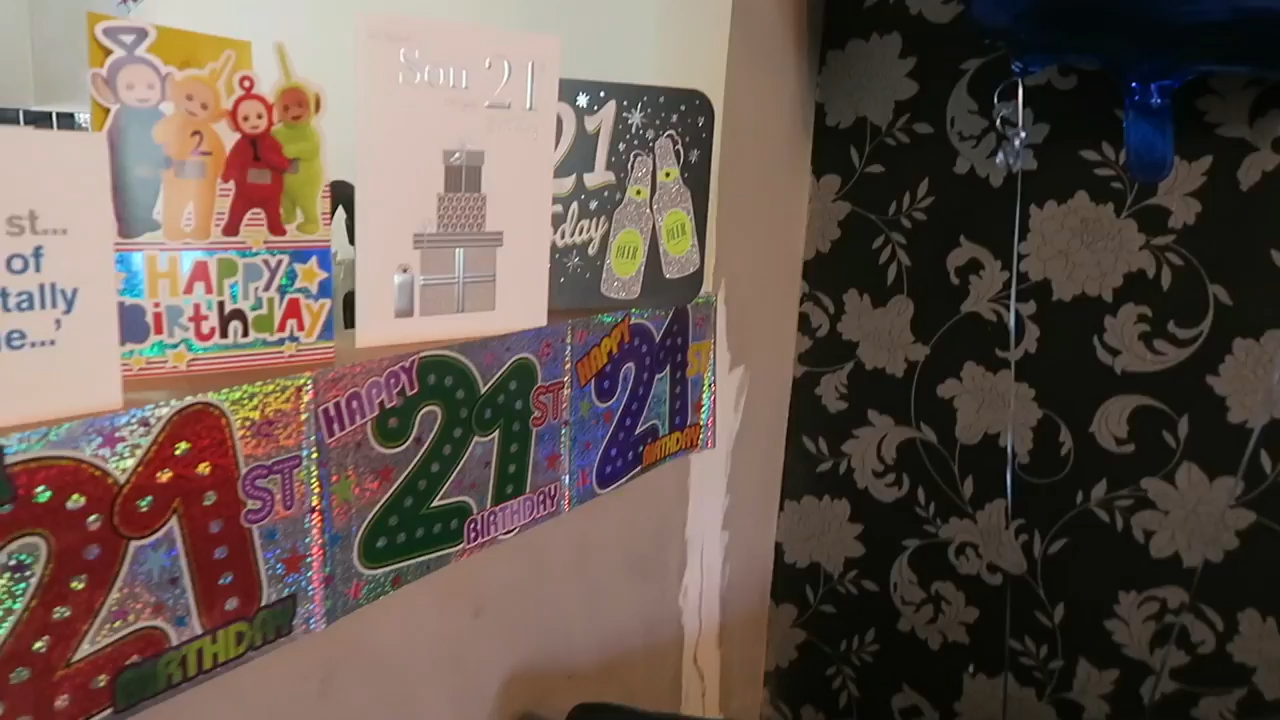 st...
of
tally
e...'
2
1
HAPPY
Birthday
Son 21
21
day
BEER
BEER
21
ST
BIRTHDAY
HAPPY
21
ST
BIRTHDAY
HAPPY
21
ST
BIRTHDAY